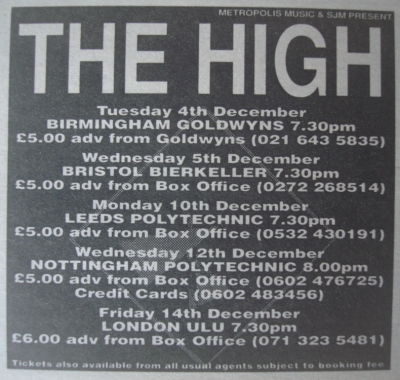 METROPOLIS MUSIC & SJM PRESENT
THE HIGH
Tuesday 4th December
BIRMINGHAM GOLDWYNS 7.30pm
£5.00 adv from Goldwyns (021 643 5835)
Wednesday 5th December
BRISTOL BIERKELLER 7.30pm
£5.00 adv from Box Office (0272 268514)
Monday 10th December
LEEDS POLYTECHNIC 7.30pm
£5.00 adv from Box Office (0532 430191)
Wednesday 12th December
NOTTINGHAM POLYTECHNIC 8.00pm
£5.00 adv from Box Office (0602 476725)
Credit Cards (0602 483456)
Friday 14th December
LONDON ULU 7.30pm
£6.00 adv from Box Office (071 323 5481)
Tickets also available from all usual agents subject to booking fee